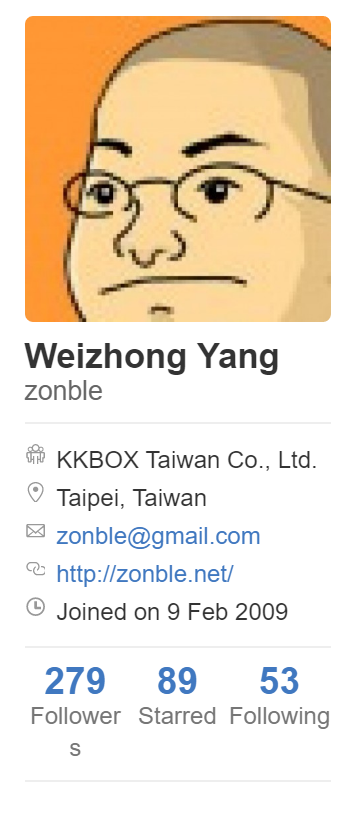 Weizhong Yang
zonble
KKBOX Taiwan Co., Ltd.
Taipei, Taiwan
zonble@gmail.com
http://zonble.net/
Joined on 9 Feb 2009
279 89 53
Follower Starred Following
s